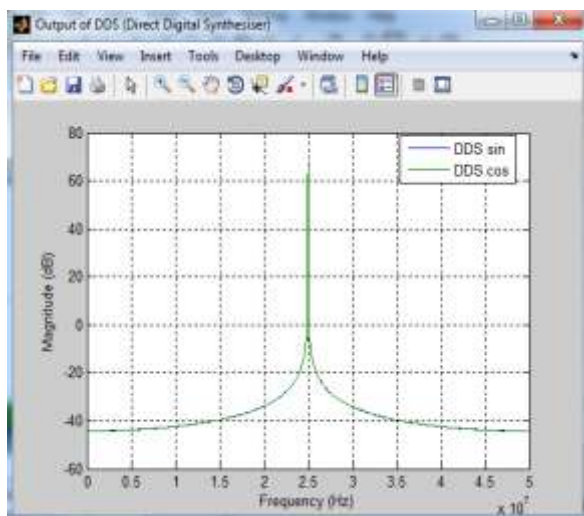 Output of DDS (Direct Digital Synthesiser)
File Edit View Insert Tools Desktop Window Help
DDS sin
DDS cos
80
60
40
20
0
-20
-40
-60
Magnitude (dB)
0 0.5 1 1.5 2 2.5 3 3.5 4 4.5 5
Frequency (Hz)
x 10^7